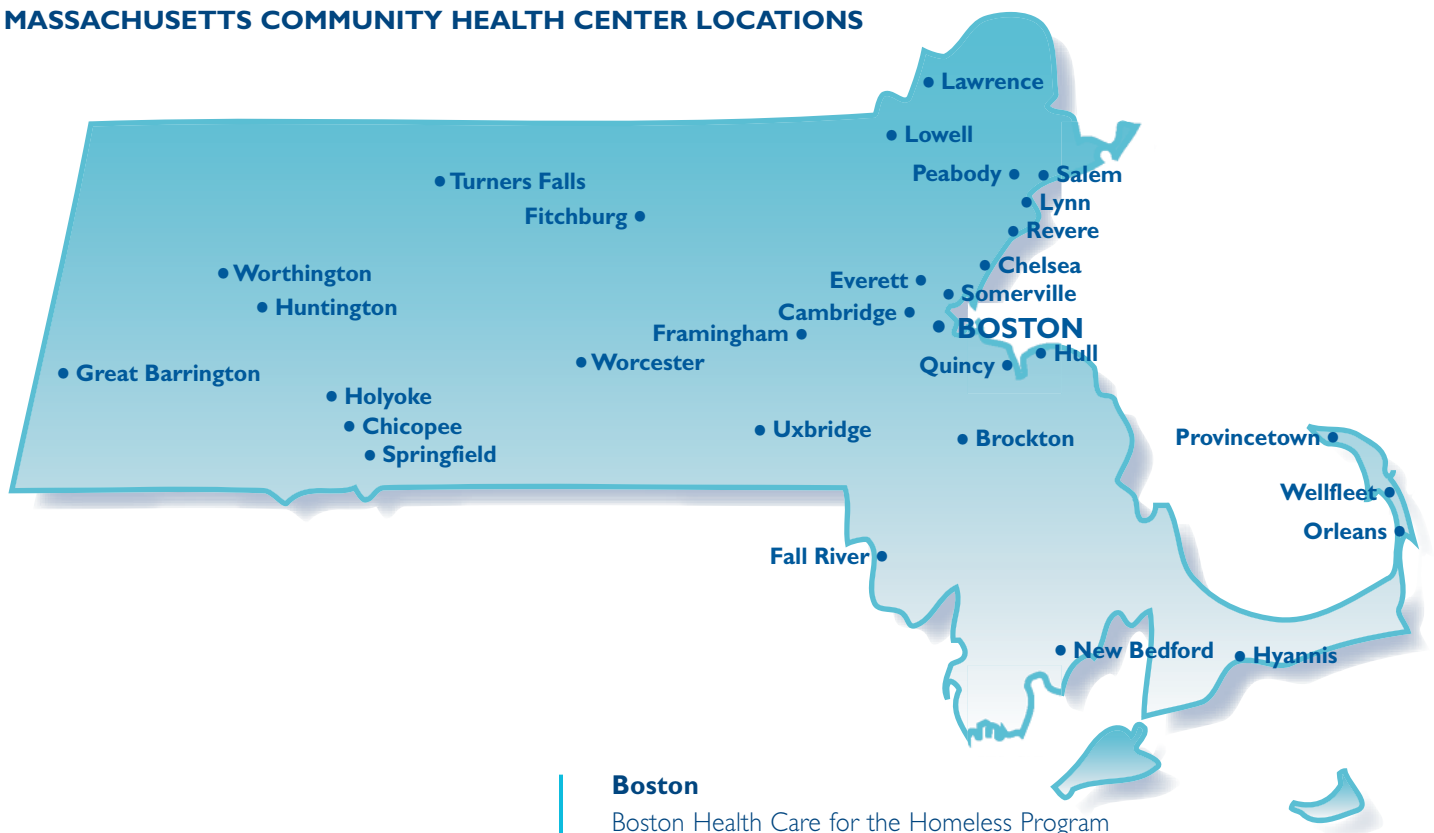 MASSACHUSETTS COMMUNITY HEALTH CENTER LOCATIONS
Lawrence
Lowell
Peabody
Salem
Turners Falls
Lynn
Fitchburg
Revere
Chelsea
Worthington
Everett
Somerville
Huntington
Cambridge
BOSTON
Framingham
Hull
Worcester
Quincy
Great Barrington
Holyoke
Chicopee
Uxbridge
Brockton
Provincetown
Springfield
Wellfleet
Orleans
Fall River
New Bedford
Hyannis
Boston
Boston Health Care for the Homeless Program